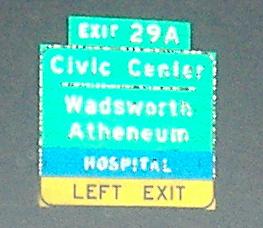 EXIT 29A
Civic Center
Wadsworth
Atheneum
HOSPITAL
LEFT EXIT